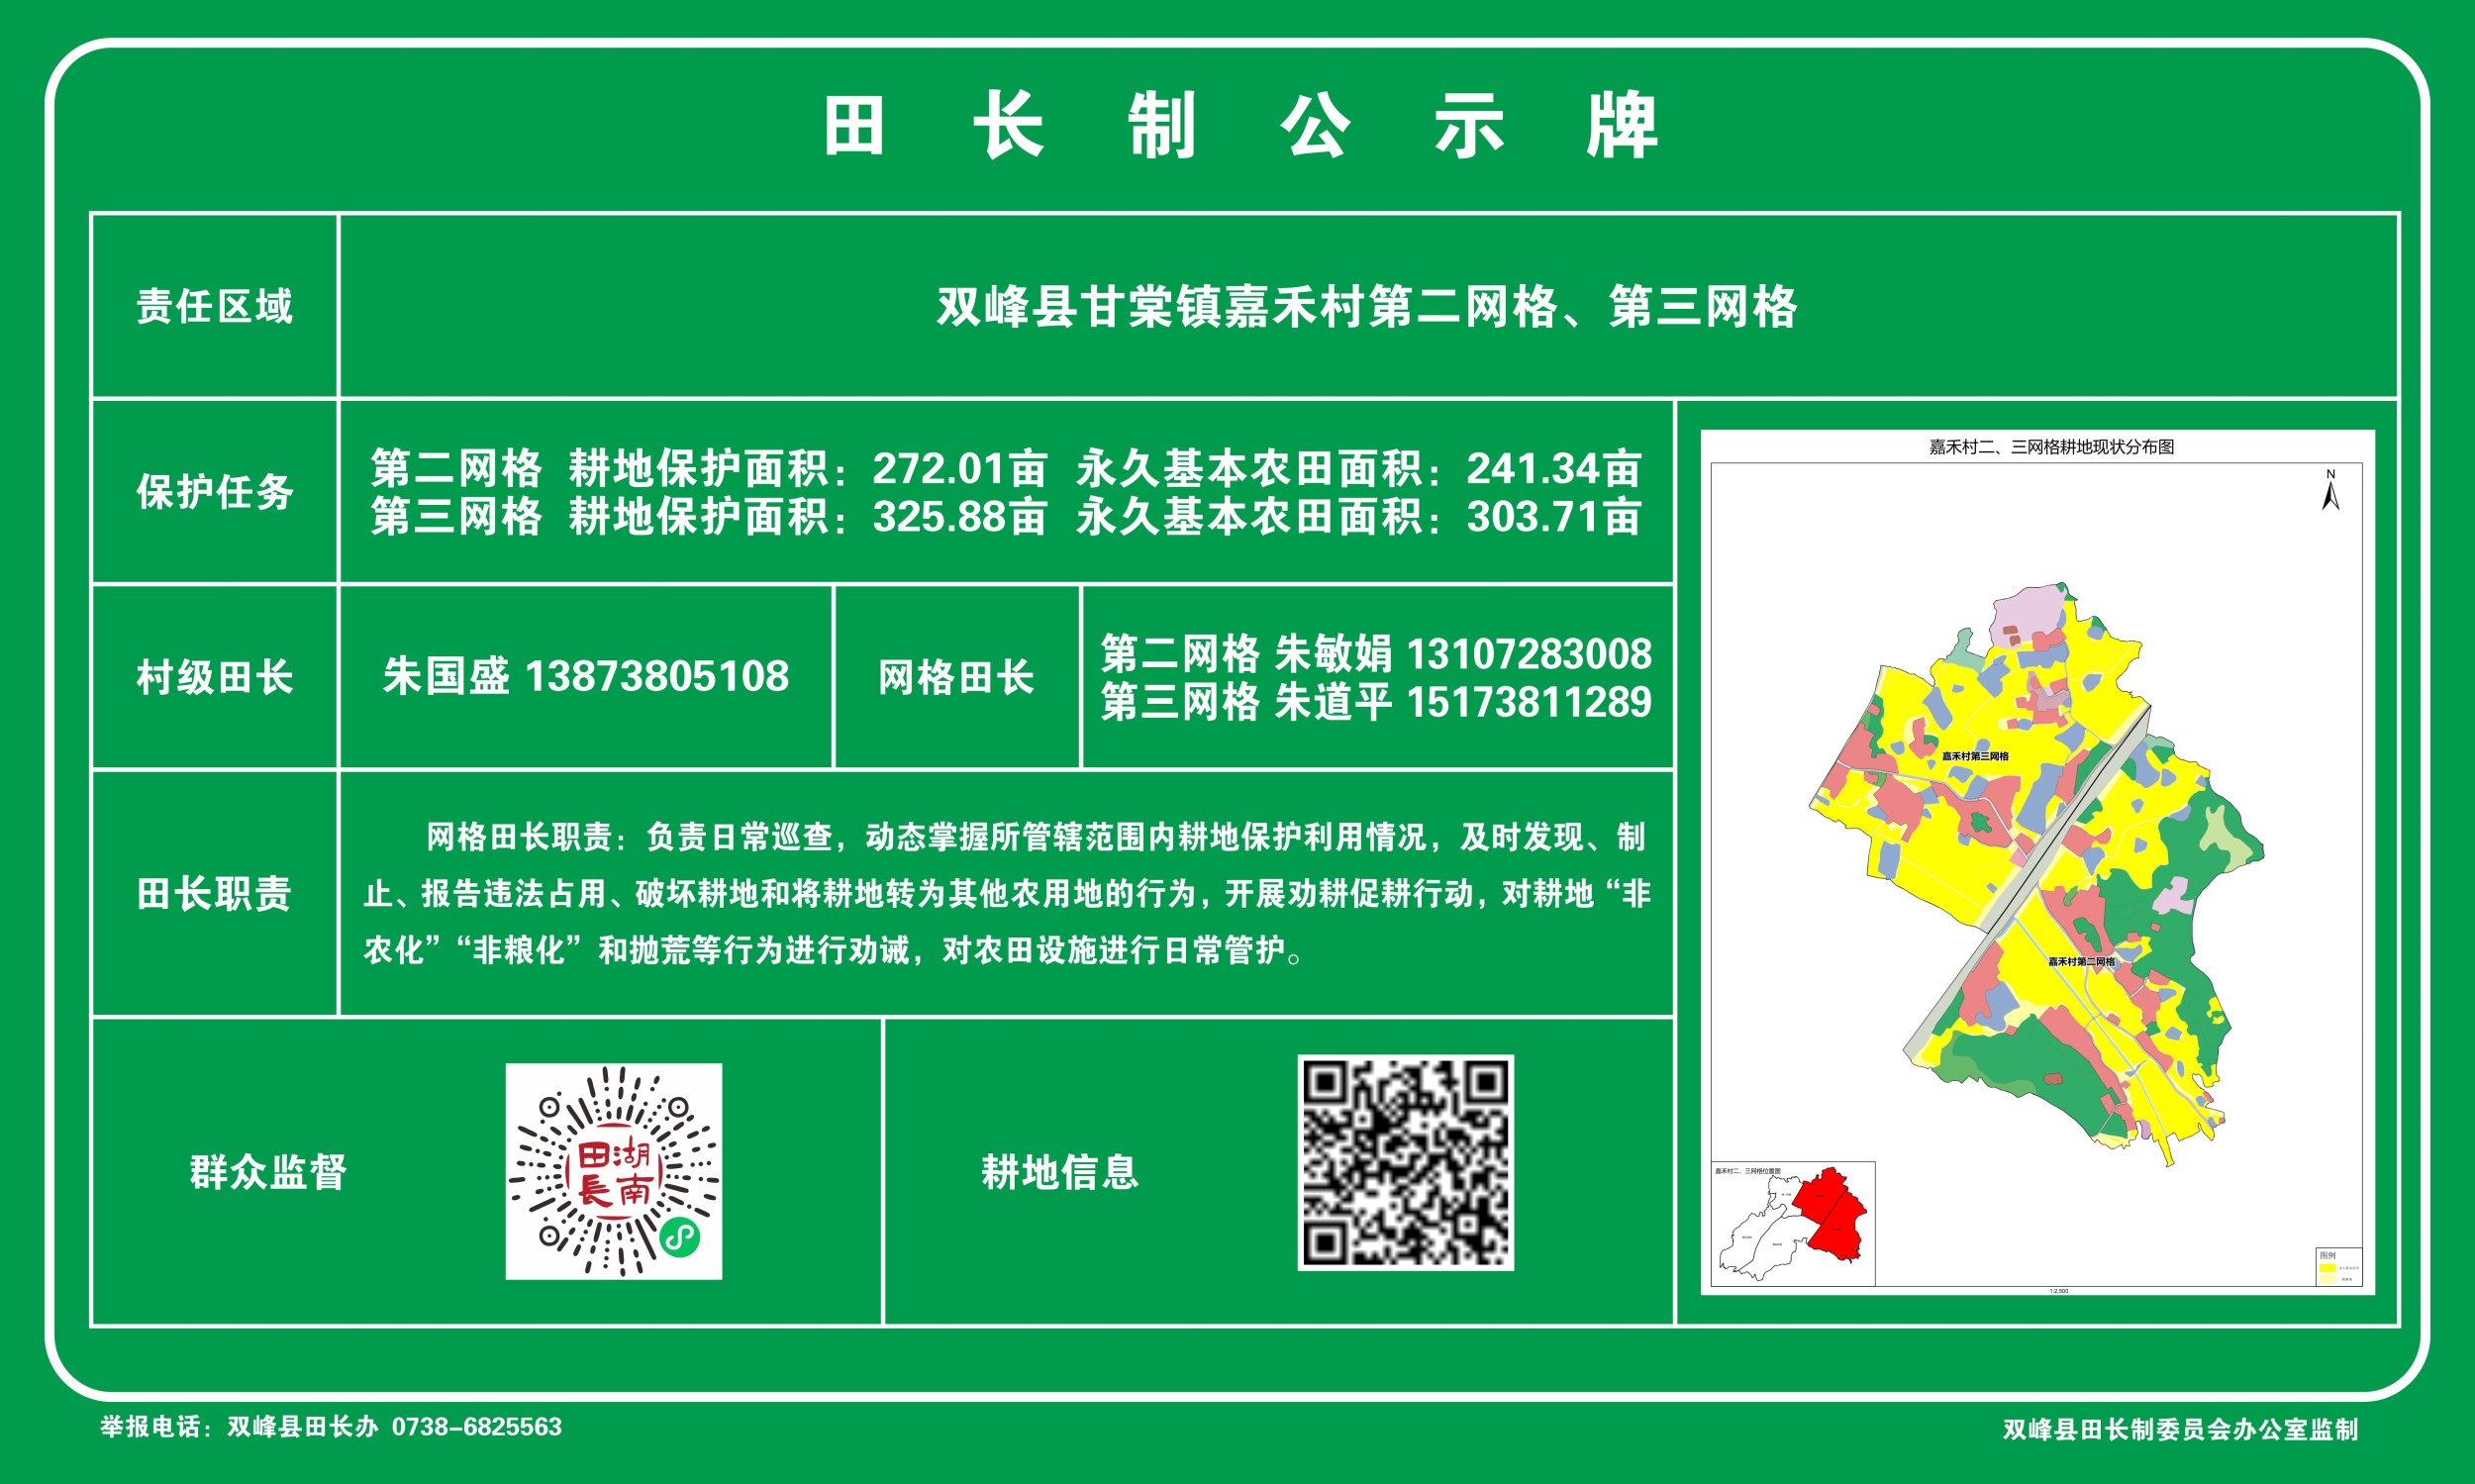 田长制公示牌
责任区域
双峰县甘棠镇嘉禾村第二网格、第三网格
保护任务
第二网格 耕地保护面积：272.01亩 永久基本农田面积：241.34亩
第三网格 耕地保护面积：325.88亩 永久基本农田面积：303.71亩
村级田长
朱国盛 13873805108
网格田长
第二网格 朱敏娟 13107283008
第三网格 朱道平 15173811289
田长职责
网格田长职责：负责日常巡查，动态掌握所管辖范围内耕地保护利用情况，及时发现、制
止、报告违法占用、破坏耕地和将耕地转为其他农用地的行为，开展劝耕促耕行动，对耕地“非
农化”“非粮化”和抛荒等行为进行劝诫，对农田设施进行日常管护。
群众监督
湖南
田長
耕地信息
嘉禾村二、三网格耕地现状分布图
N
嘉禾村第三网格
嘉禾村第二网格
嘉禾村二、三网格位置图
图例
1:2,500
举报电话：双峰县田长办 0738-6825563
双峰县田长制委员会办公室监制